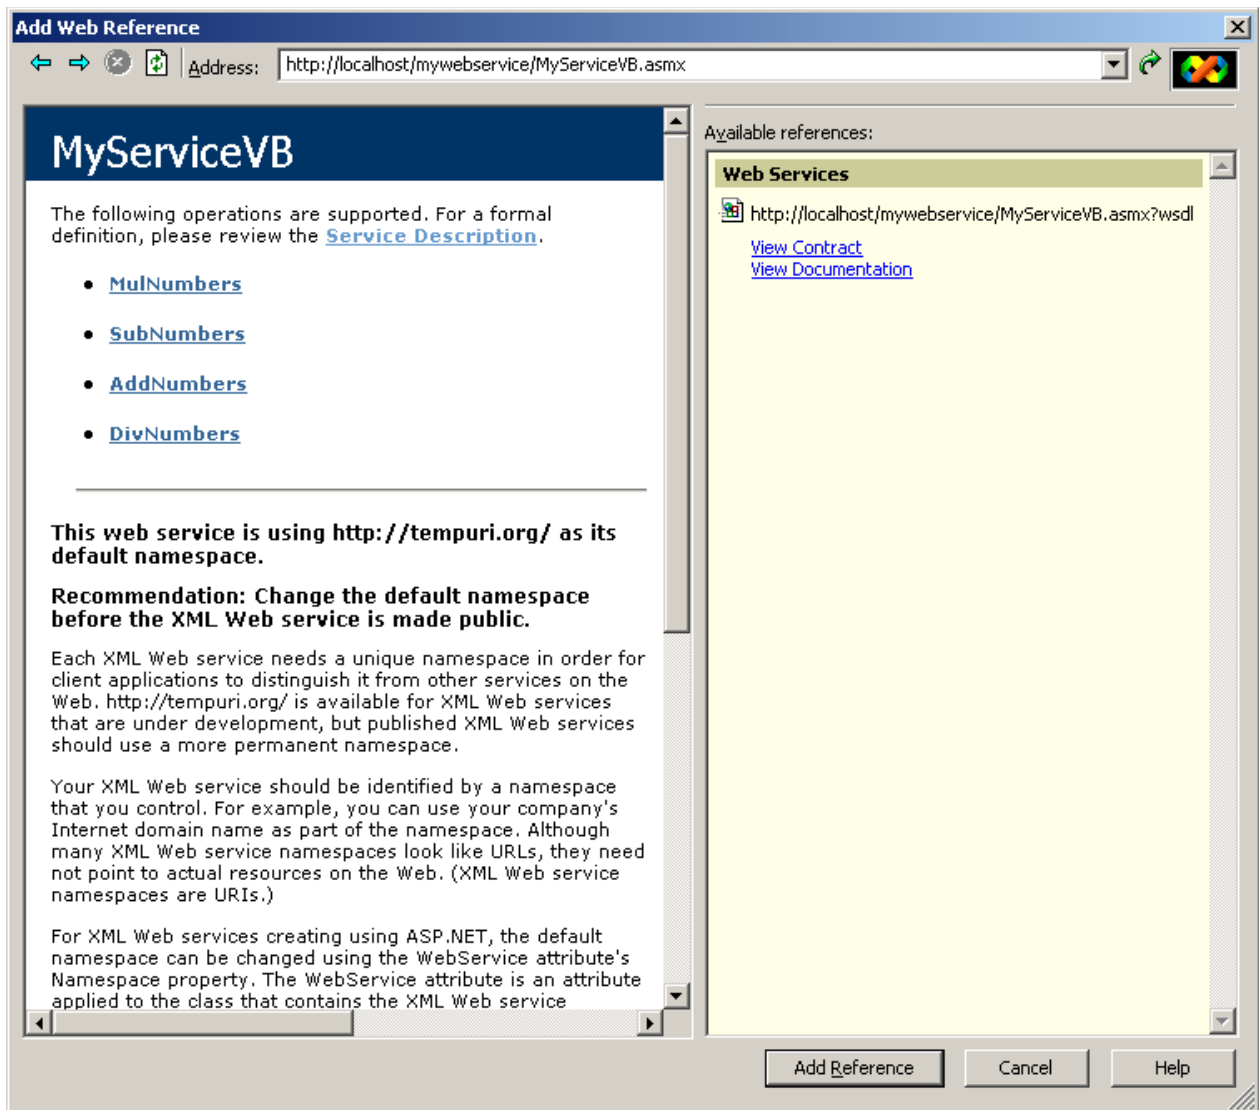 Add Web Reference
Address: http://localhost/mywebservice/MyServiceVB.asmx
MyServiceVB
The following operations are supported. For a formal
definition, please review the Service Description.
MulNumbers
SubNumbers
AddNumbers
DivNumbers
This web service is using http://tempuri.org/ as its
default namespace.
Recommendation: Change the default namespace
before the XML Web service is made public.
Each XML Web service needs a unique namespace in order for
client applications to distinguish it from other services on the
Web. http://tempuri.org/ is available for XML Web services
that are under development, but published XML Web services
should use a more permanent namespace.
Your XML Web service should be identified by a namespace
that you control. For example, you can use your company's
Internet domain name as part of the namespace. Although
many XML Web service namespaces look like URLs, they need
not point to actual resources on the Web. (XML Web service
namespaces are URIs.)
For XML Web services creating using ASP.NET, the default
namespace can be changed using the WebService attribute's
Namespace property. The WebService attribute is an attribute
applied to the class that contains the XML Web service
Available references:
Web Services
http://localhost/mywebservice/MyServiceVB.asmx?wsdl
View Contract
View Documentation
Add Reference
Cancel
Help